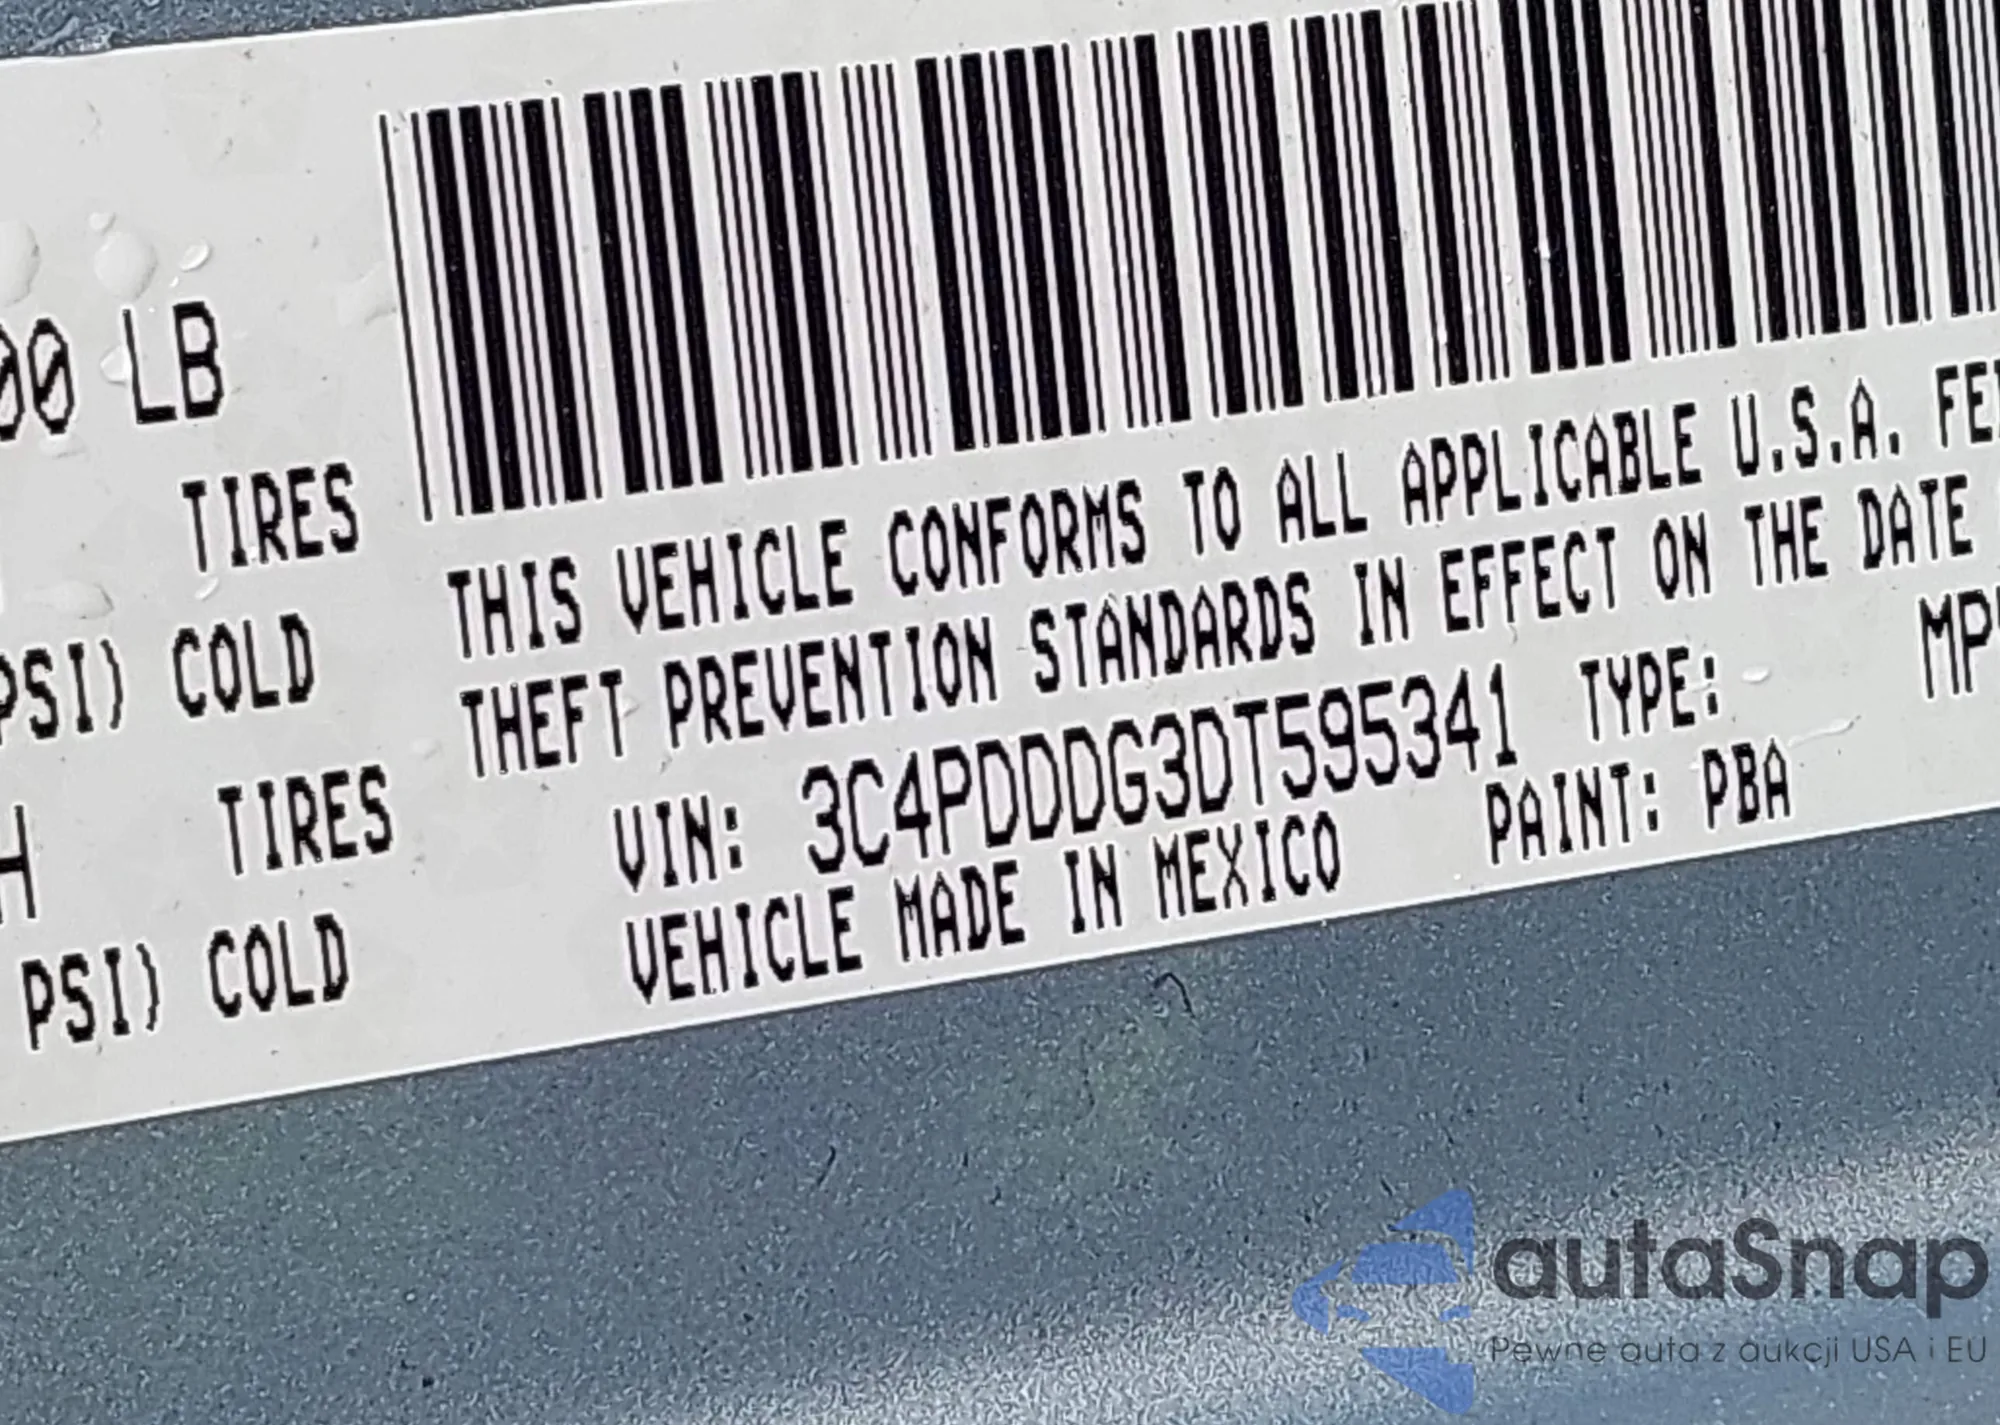 00 LB
TIRES
PSI) COLD
H TIRES
PSI) COLD
THIS VEHICLE CONFORMS TO ALL APPLICABLE U.S.A.
THEFT PREVENTION STANDARDS IN EFFECT ON THE DATE
VIN: 3C4PDDDG3DT595341 TYPE:
VEHICLE MADE IN MEXICO PAINT: PBA
autaSnap
Pewne auta z aukcji USA i EU